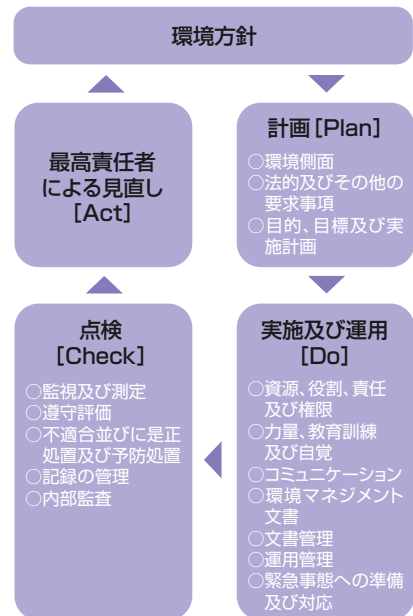 環境方針
計画[Plan]
○環境側面
○法的及びその他の
要求事項
○目的、目標及び実
施計画
実施及び運用
[Do]
○資源、役割、責任
及び権限
○力量、教育訓練
及び自覚
○コミュニケーション
○環境マネジメント
文書
○文書管理
○運用管理
○緊急事態への準備
及び対応
点検
[Check]
○監視及び測定
○遵守評価
○不適合並びに是正
処置及び予防処置
○記録の管理
○内部監査
最高責任者
による見直し
[Act]